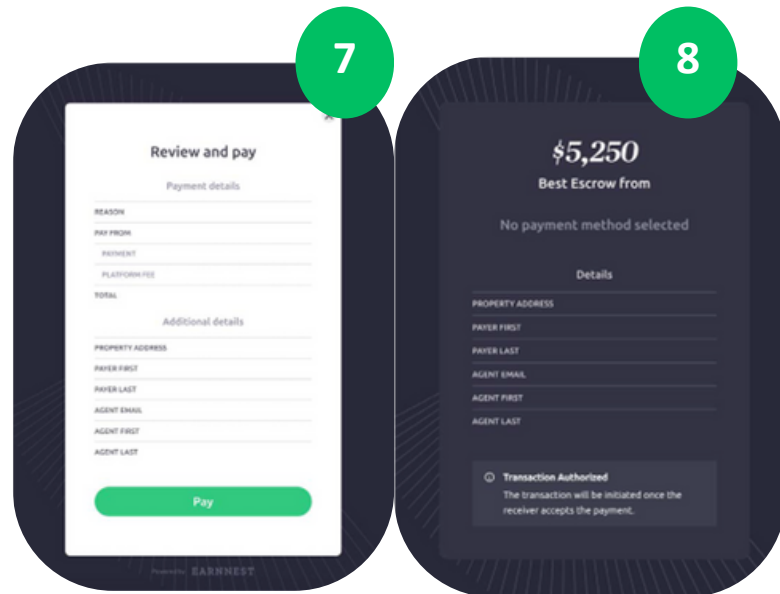 7
Review and pay
Payment details
REASON
PAY FROM
PAYMENT
PLATFORM FEE
TOTAL
Additional details
PROPERTY ADDRESS
PAYER FIRST
PAYER LAST
AGENT EMAIL
AGENT FIRST
AGENT LAST
Pay
Powered by EARNNEST
8
$5,250
Best Escrow from
No payment method selected
Details
PROPERTY ADDRESS
PAYER FIRST
PAYER LAST
AGENT EMAIL
AGENT FIRST
AGENT LAST
Transaction Authorized
The transaction will be initiated once the
receiver accepts the payment.